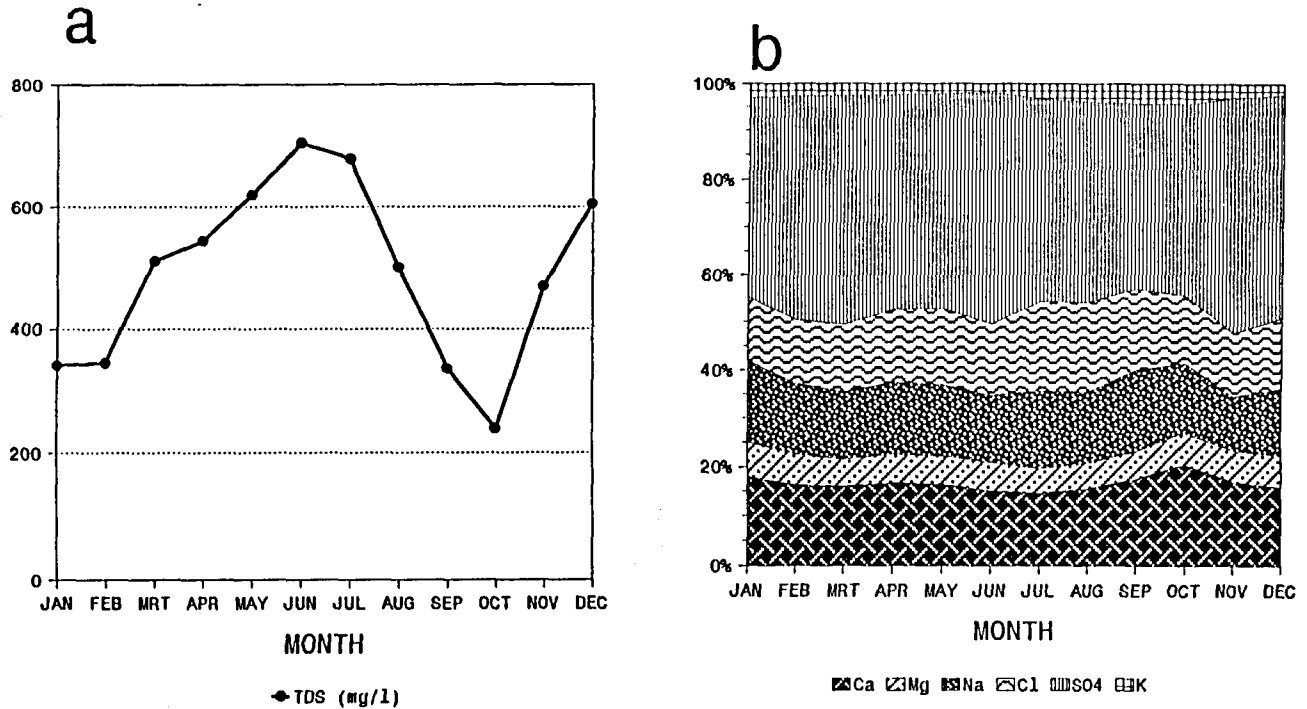 a
800
600
400
200
0
JAN FEB MRT APR MAY JUN JUL AUG SEP OCT NOV DEC
MONTH
TDS (mg/l)
b
100%
80%
60%
40%
20%
0%
JAN FEB MRT APR MAY JUN JUL AUG SEP OCT NOV DEC
MONTH
Ca Mg Na Cl SO4 K